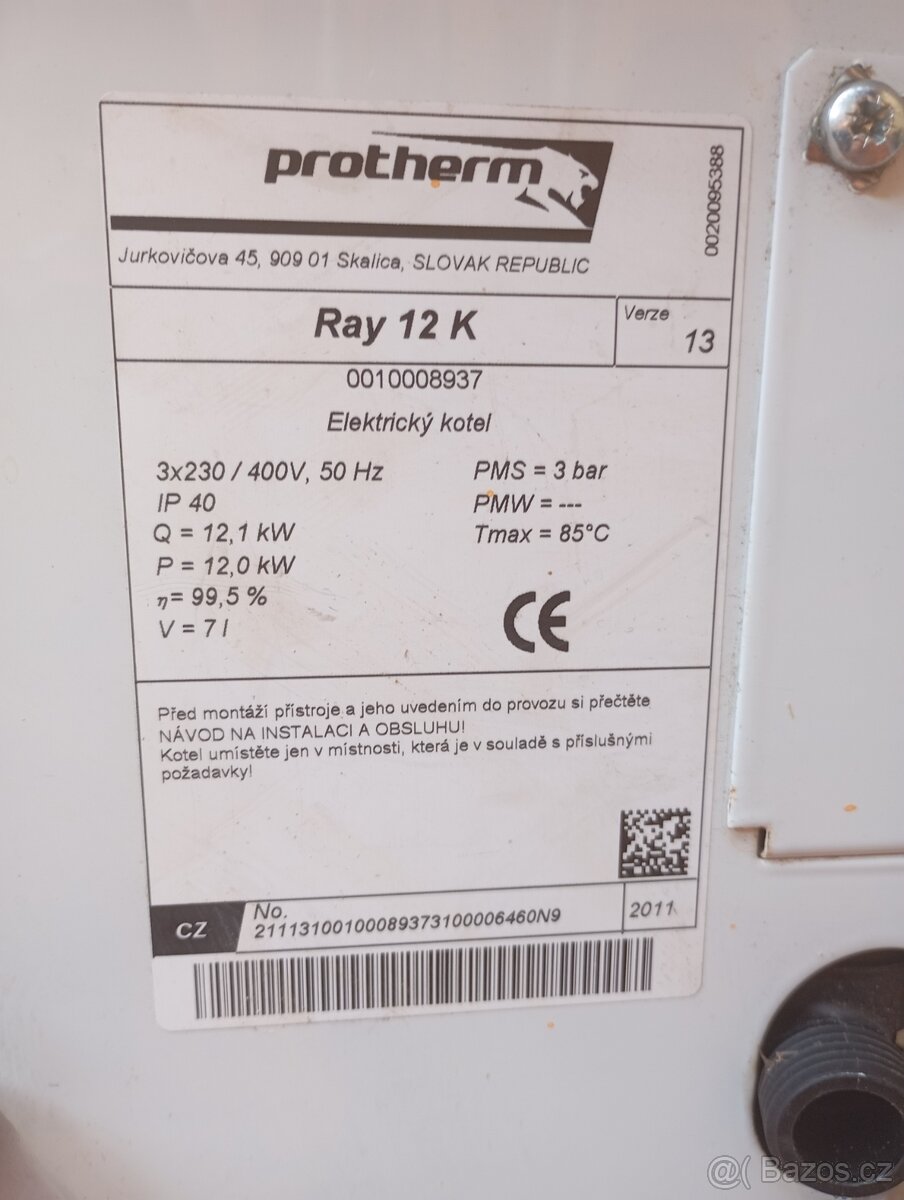 protherm
0020095388
Jurkovičova 45, 909 01 Skalica, SLOVAK REPUBLIC
Ray 12 K
Verze
13
0010008937
Elektrický kotel
3x230 / 400V, 50 Hz
PMS = 3 bar
IP 40
PMW = ---
Q = 12,1 kW
Tmax = 85°C
P = 12,0 kW
η= 99,5 %
V = 7 l
CE
Před montáží přístroje a jeho uvedením do provozu si přečtěte
NÁVOD NA INSTALACI A OBSLUHU!
Kotel umístěte jen v místnosti, která je v souladě s příslušnými
požadavky!
CZ
No.
21113100100089373100006460N9
2011
@( Bazos.cz